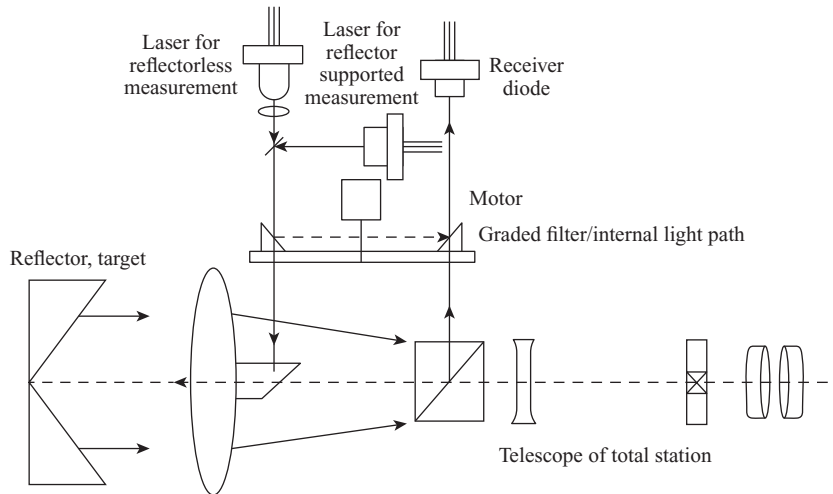 Laser for
reflectorless
measurement
Laser for
reflector
supported
measurement
Receiver
diode
Motor
Graded filter/internal light path
Reflector, target
Telescope of total station